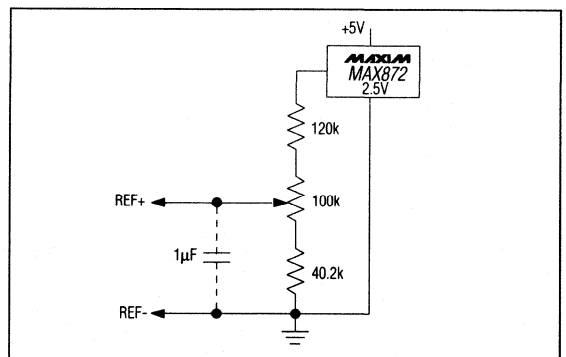 +5V
MAXIM
MAX872
2.5V
120k
REF+
100k
1µF
40.2k
REF-